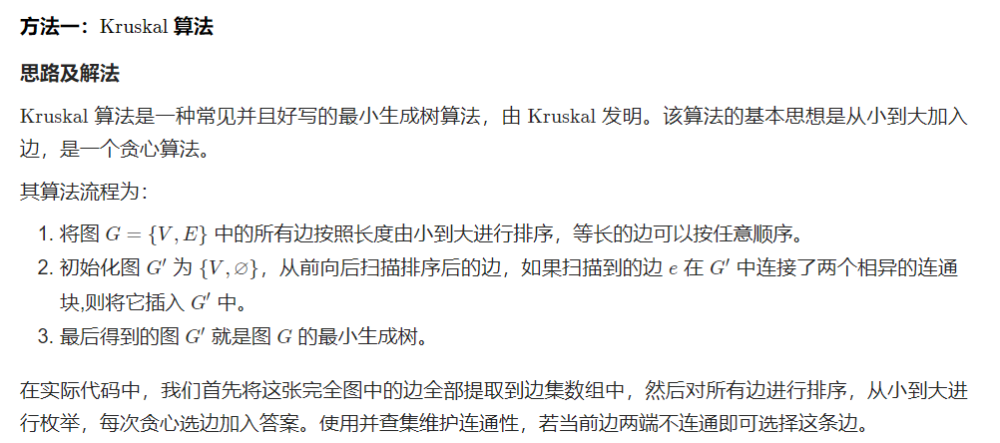 方法一：Kruskal 算法
思路及解法
Kruskal 算法是一种常见并且好写的最小生成树算法，由 Kruskal 发明。该算法的基本思想是从小到大加入
边，是一个贪心算法。
其算法流程为：
1. 将图 G = {V, E} 中的所有边按照长度由小到大进行排序，等长的边可以按任意顺序。
2. 初始化图 G′ 为 {V, ∅}，从前向后扫描排序后的边，如果扫描到的边 e 在 G′ 中连接了两个相异的连通
块,则将它插入 G′ 中。
3. 最后得到的图 G′ 就是图 G 的最小生成树。
在实际代码中，我们首先将这张完全图中的边全部提取到边集数组中，然后对所有边进行排序，从小到大进
行枚举，每次贪心选边加入答案。使用并查集维护连通性，若当前边两端不连通即可选择这条边。